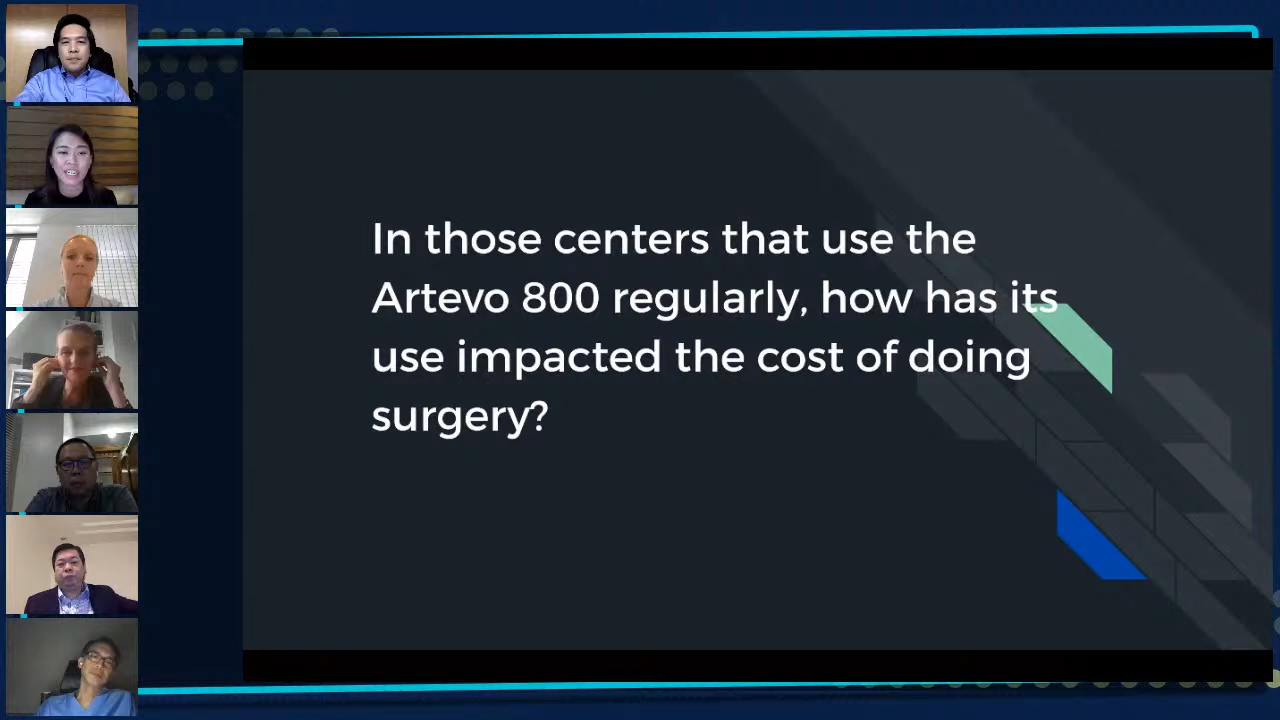 In those centers that use the
Artevo 800 regularly, how has its
use impacted the cost of doing
surgery?